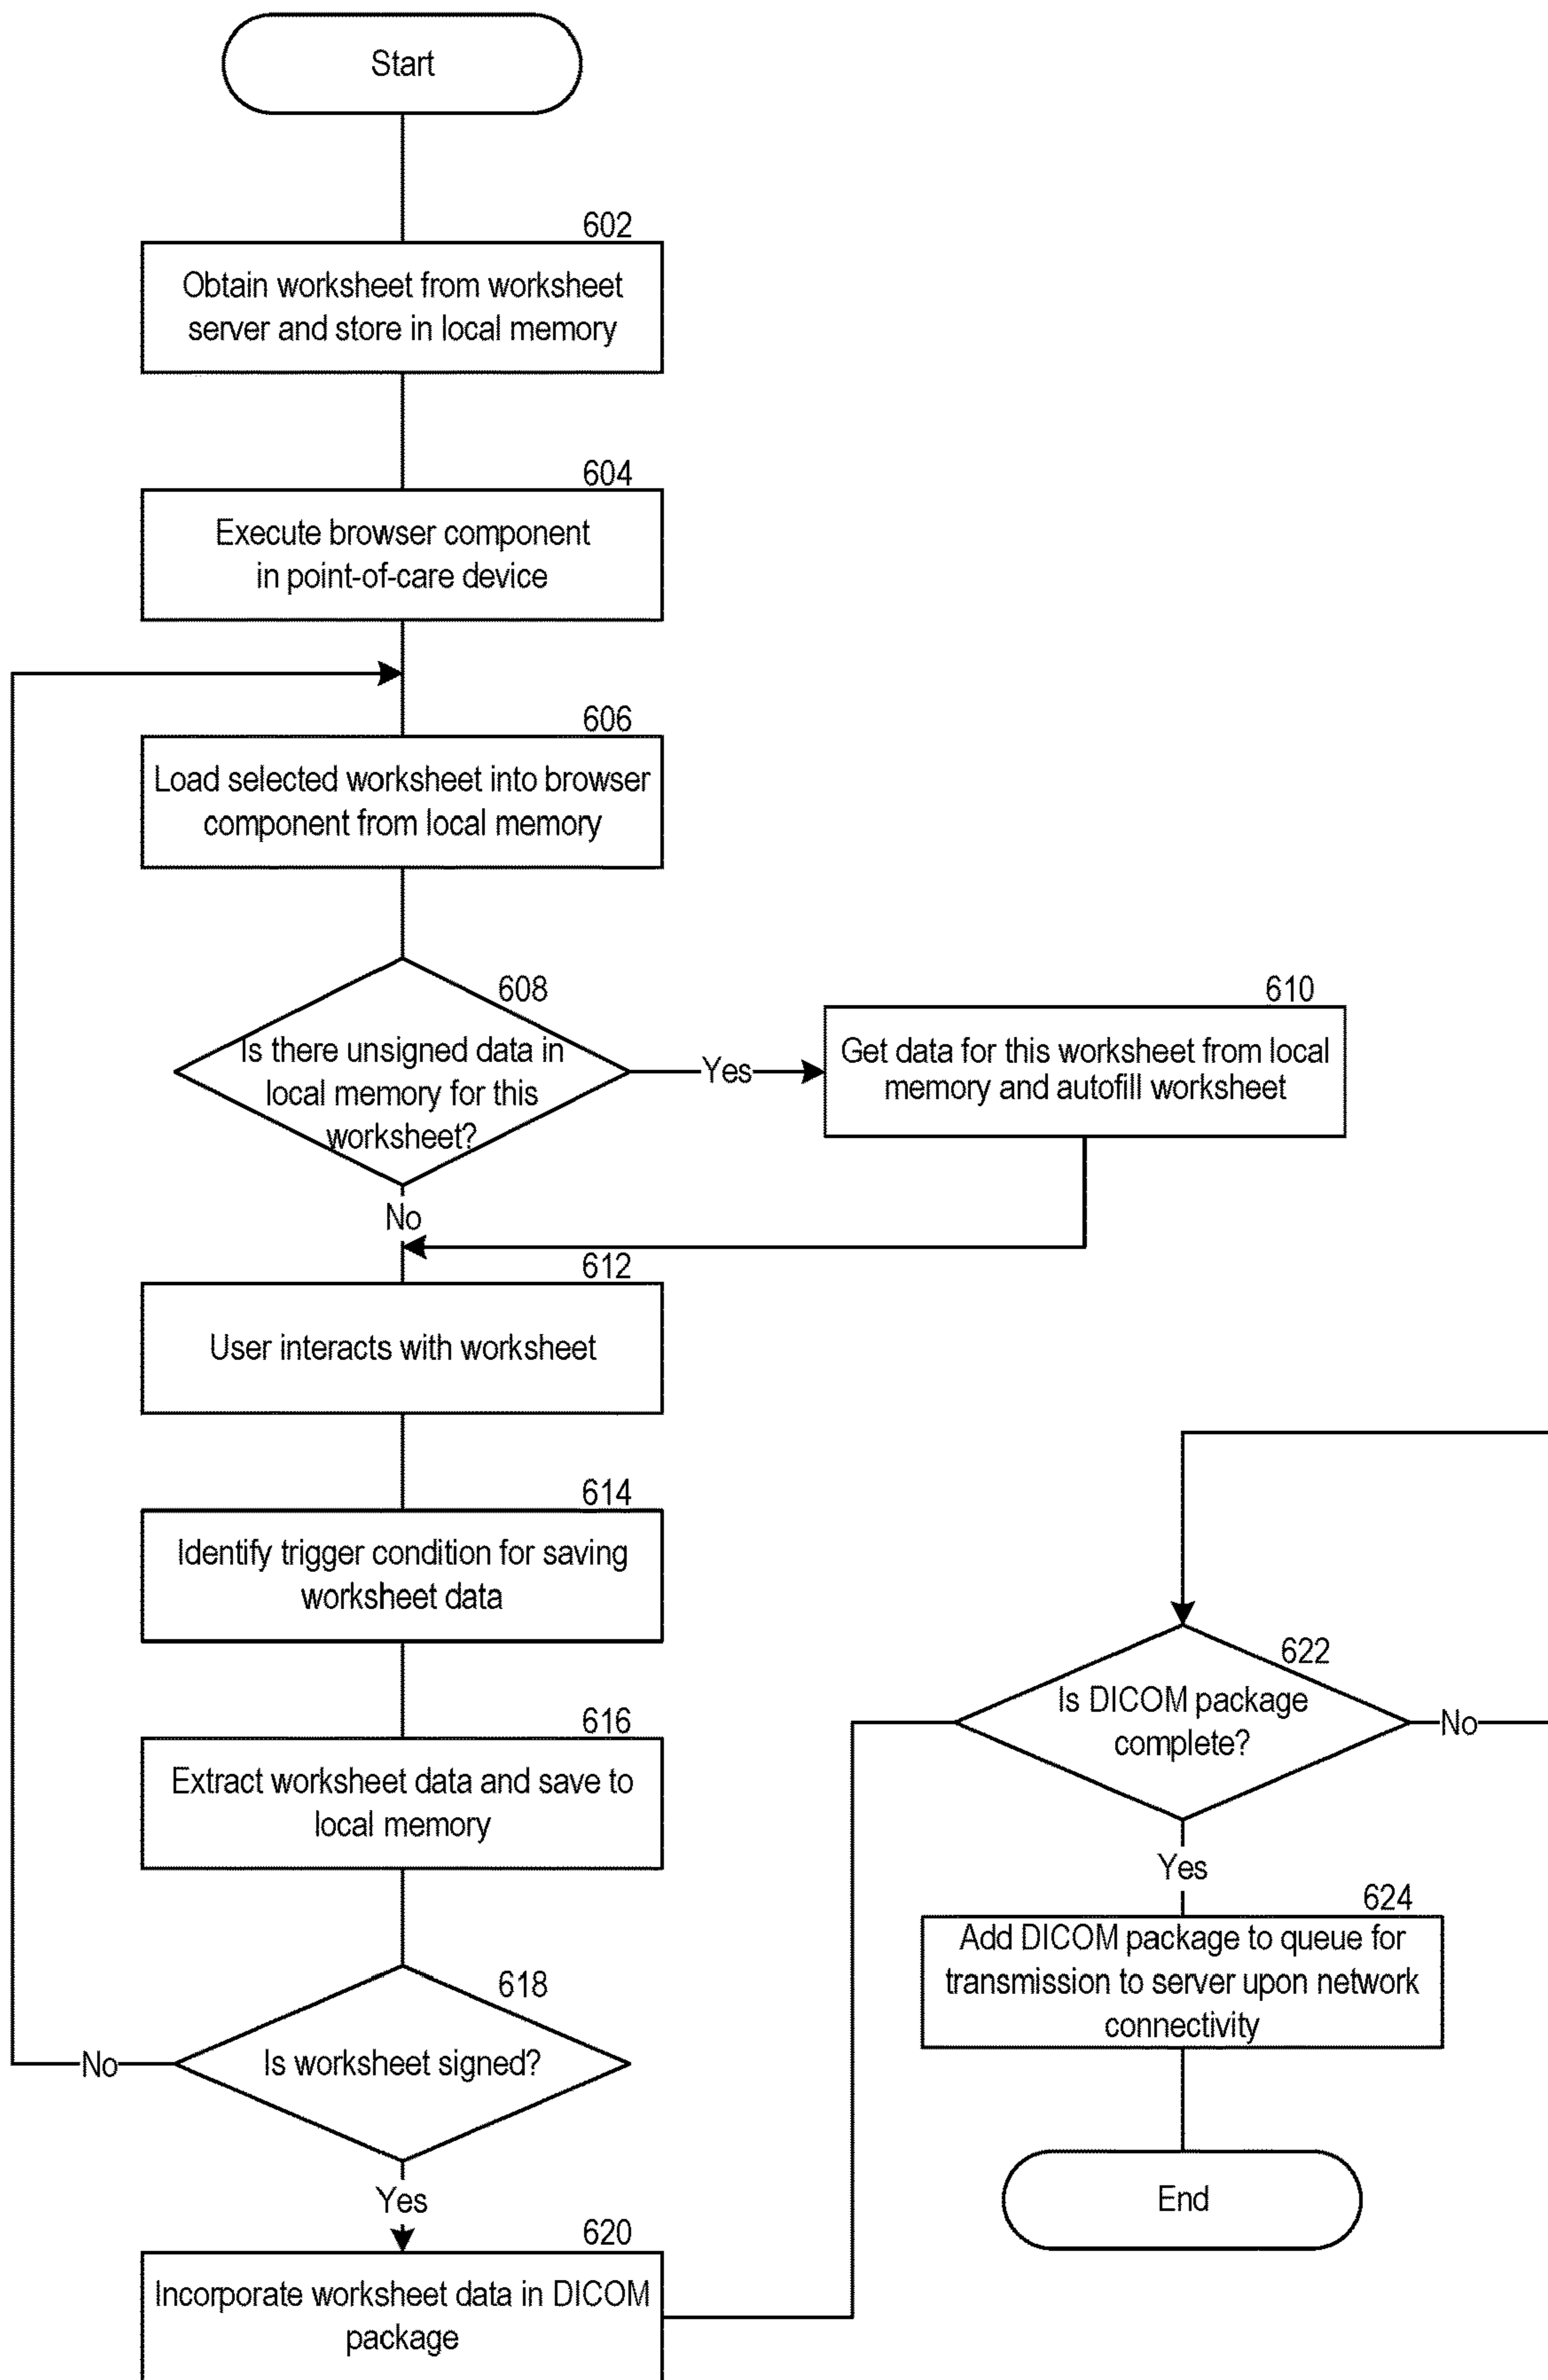 Start
602
Obtain worksheet from worksheet
server and store in local memory
604
Execute browser component
in point-of-care device
606
Load selected worksheet into browser
component from local memory
608
Is there unsigned data in
local memory for this
worksheet?
Yes
610
Get data for this worksheet from local
memory and autofill worksheet
No
612
User interacts with worksheet
614
Identify trigger condition for saving
worksheet data
616
Extract worksheet data and save to
local memory
618
Is worksheet signed?
No
Yes
620
Incorporate worksheet data in DICOM
package
622
Is DICOM package
complete?
No
Yes
624
Add DICOM package to queue for
transmission to server upon network
connectivity
End